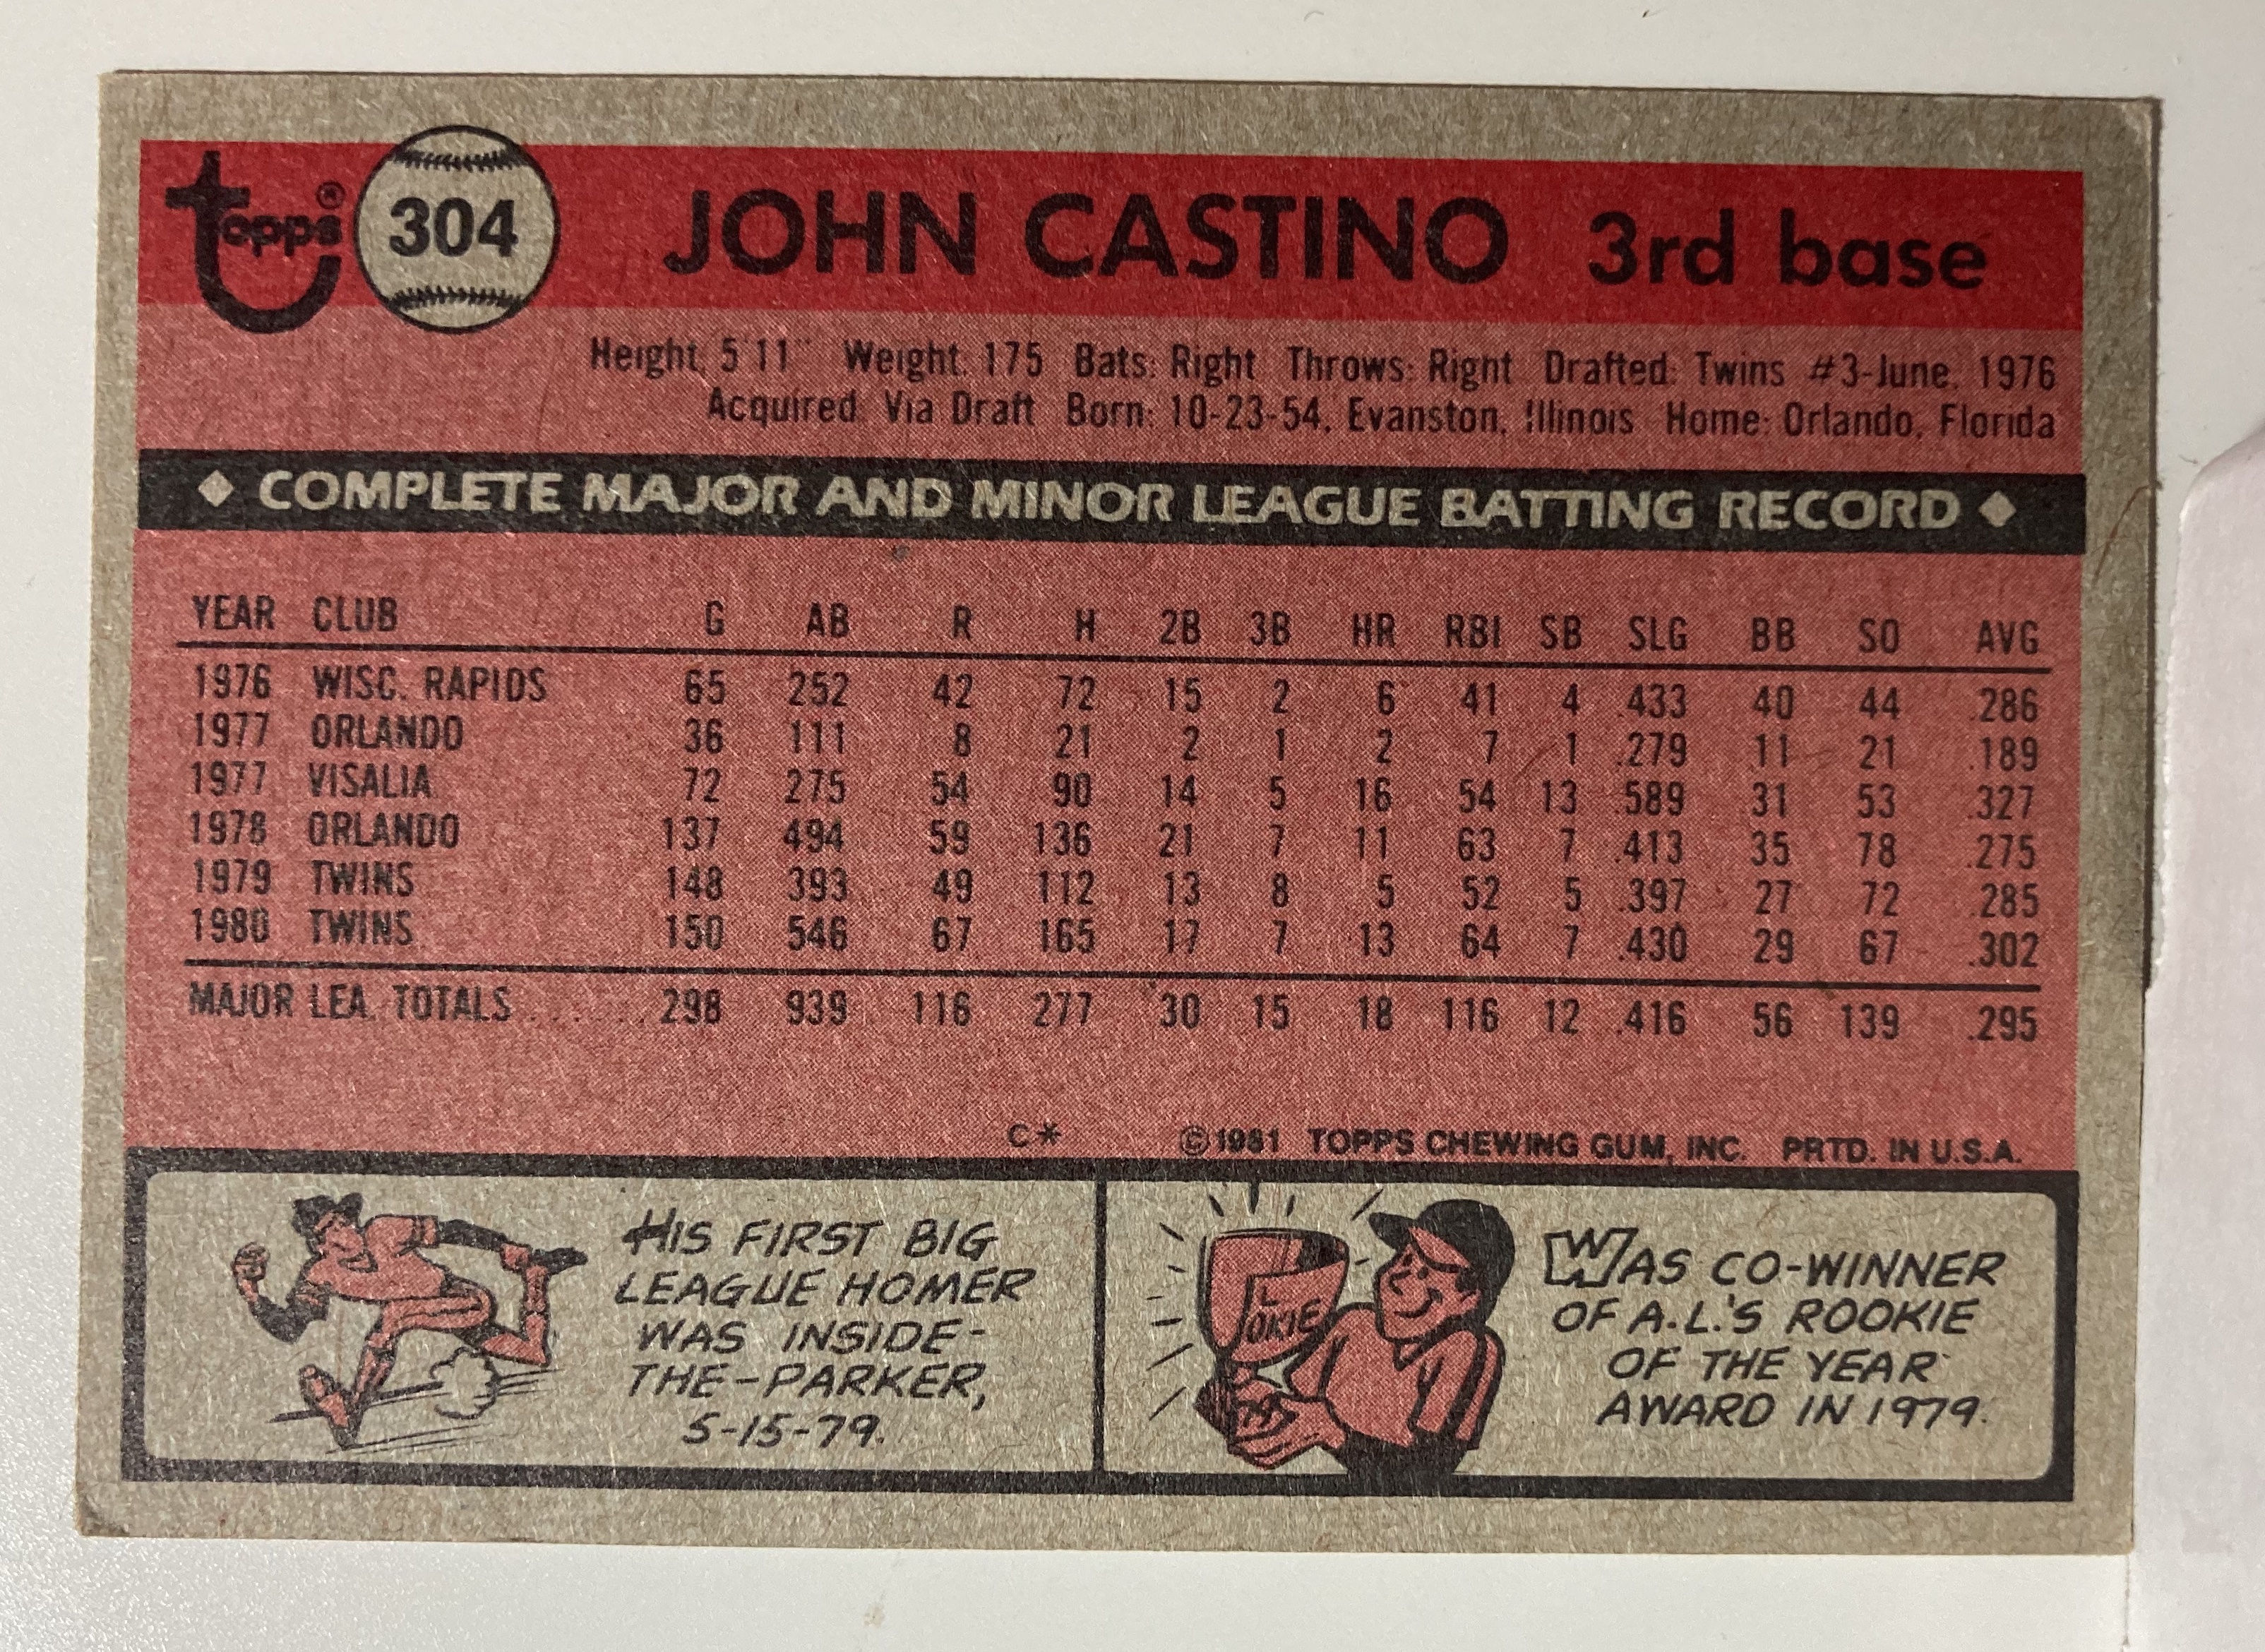 topps® 304 JOHN CASTINO 3rd base
Height: 5'11" Weight: 175 Bats: Right Throws: Right Drafted: Twins #3-June, 1976
Acquired: Via Draft Born: 10-23-54, Evanston, Illinois Home: Orlando, Florida
◆ COMPLETE MAJOR AND MINOR LEAGUE BATTING RECORD ◆
YEAR CLUB G AB R H 2B 3B HR RBI SB SLG BB SO AVG
1976 WISC. RAPIDS 65 252 42 72 15 2 6 41 4 .433 40 44 .286
1977 ORLANDO 36 111 8 21 2 1 2 7 1 .279 11 21 .189
1977 VISALIA 72 275 54 90 14 5 16 54 13 .589 31 53 .327
1978 ORLANDO 137 494 59 136 21 7 11 63 7 .413 35 78 .275
1979 TWINS 148 393 49 112 13 8 5 52 5 .397 27 72 .285
1980 TWINS 150 546 67 165 17 7 13 64 7 .430 29 67 .302
MAJOR LEA. TOTALS ....... 298 939 116 277 30 15 18 116 12 .416 56 139 .295
C* ©1981 TOPPS CHEWING GUM, INC. PRTD. IN U.S.A.
HIS FIRST BIG
LEAGUE HOMER
WAS INSIDE-
THE-PARKER,
5-15-79.
WAS CO-WINNER
OF A.L.'S ROOKIE
OF THE YEAR
AWARD IN 1979.